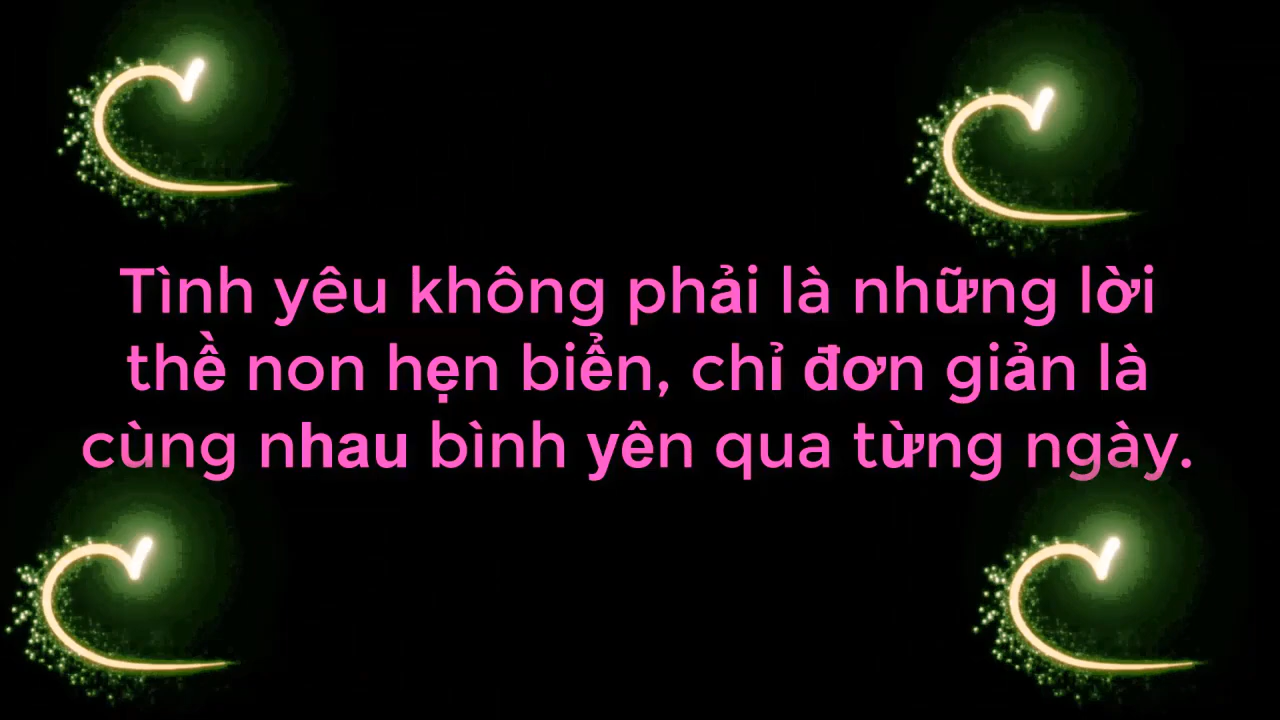 Tình yêu không phải là những lời
thề non hẹn biển, chỉ đơn giản là
cùng nhau bình yên qua từng ngày.